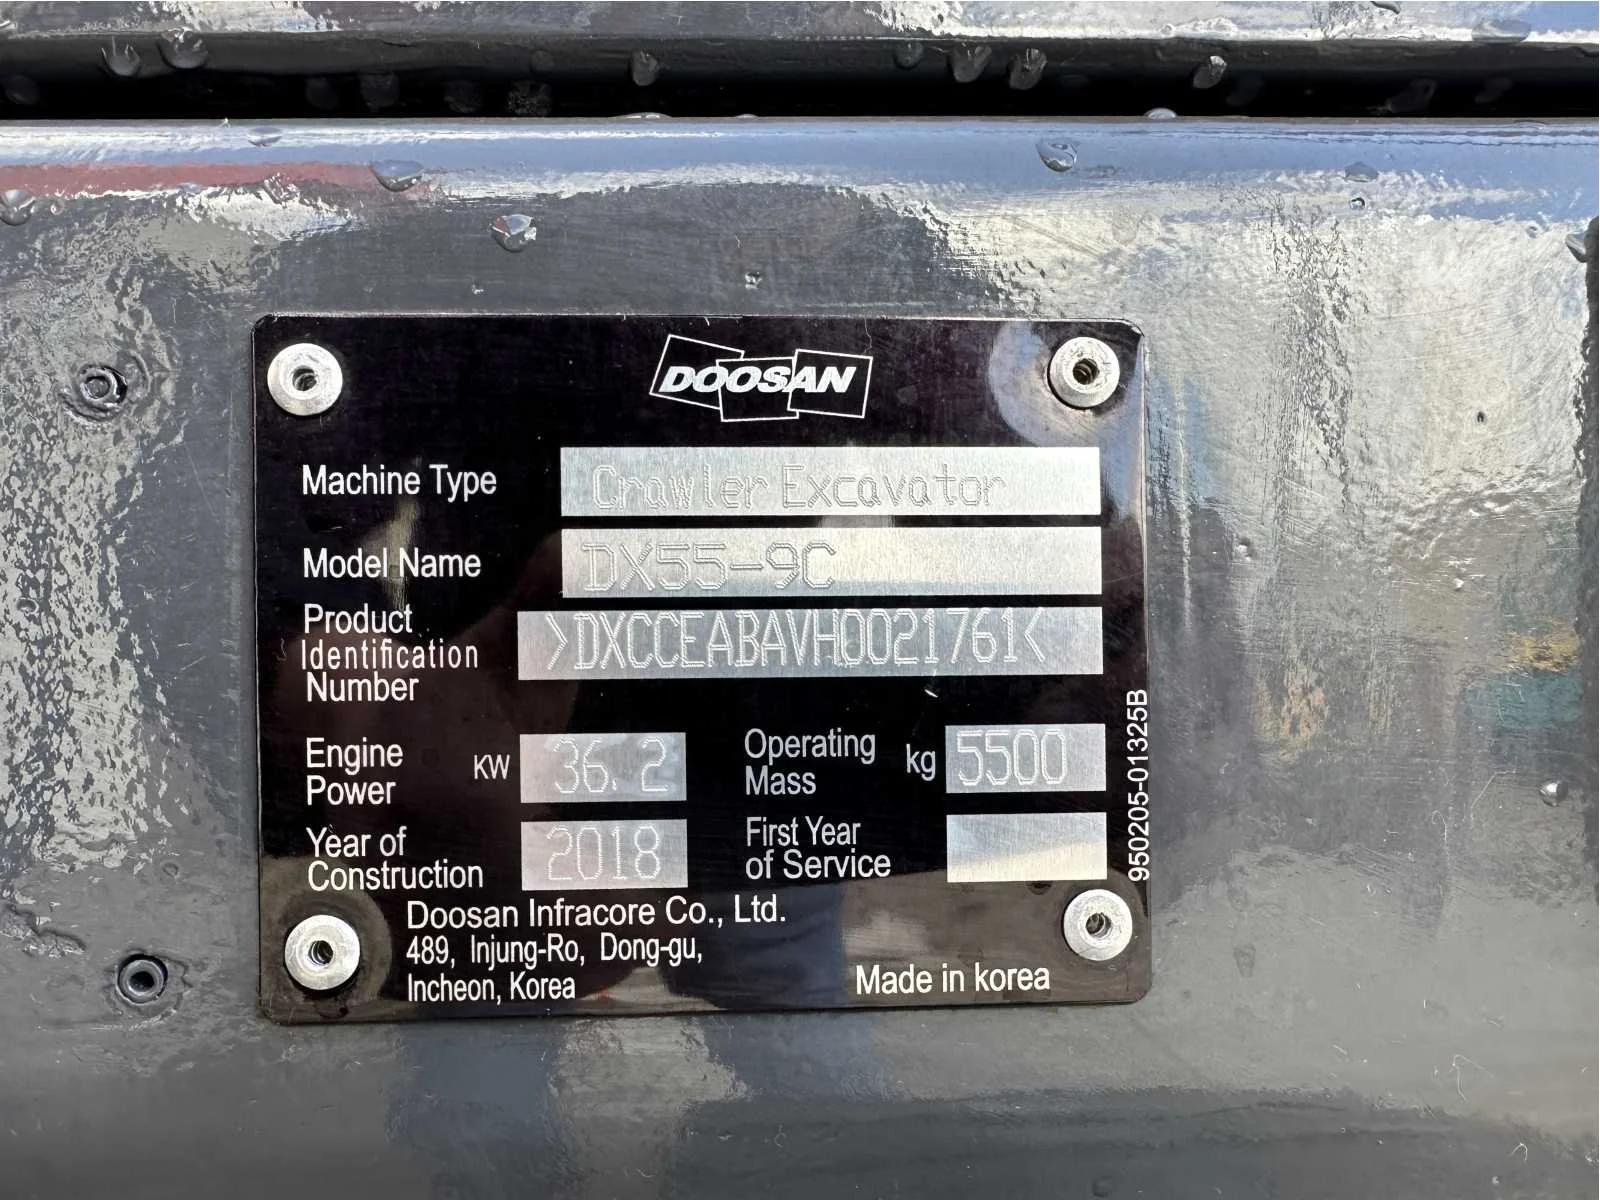 DOOSAN
Machine Type Crawler Excavator
Model Name DX55-9C
Product
Identification
Number
>DXCCEABAVH0021761<
Engine
Power
KW 36.2
Operating
Mass
kg 5500
Year of
Construction
2018
First Year
of Service
Doosan Infracore Co., Ltd.
489, Injung-Ro, Dong-gu,
Incheon, Korea
Made in korea
950205-01325B